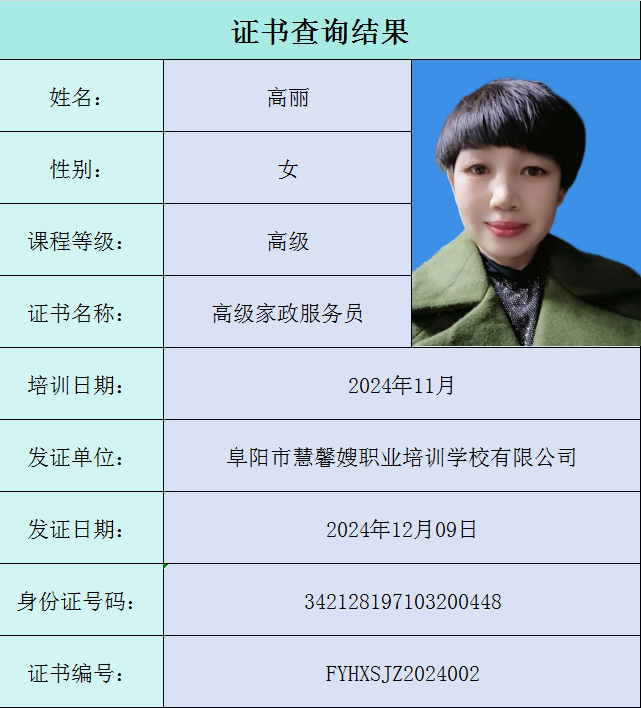 证书查询结果
姓名： 高丽
性别： 女
课程等级： 高级
证书名称： 高级家政服务员
培训日期： 2024年11月
发证单位： 阜阳市慧馨嫂职业培训学校有限公司
发证日期： 2024年12月09日
身份证号码： 342128197103200448
证书编号： FYHXSJZ2024002